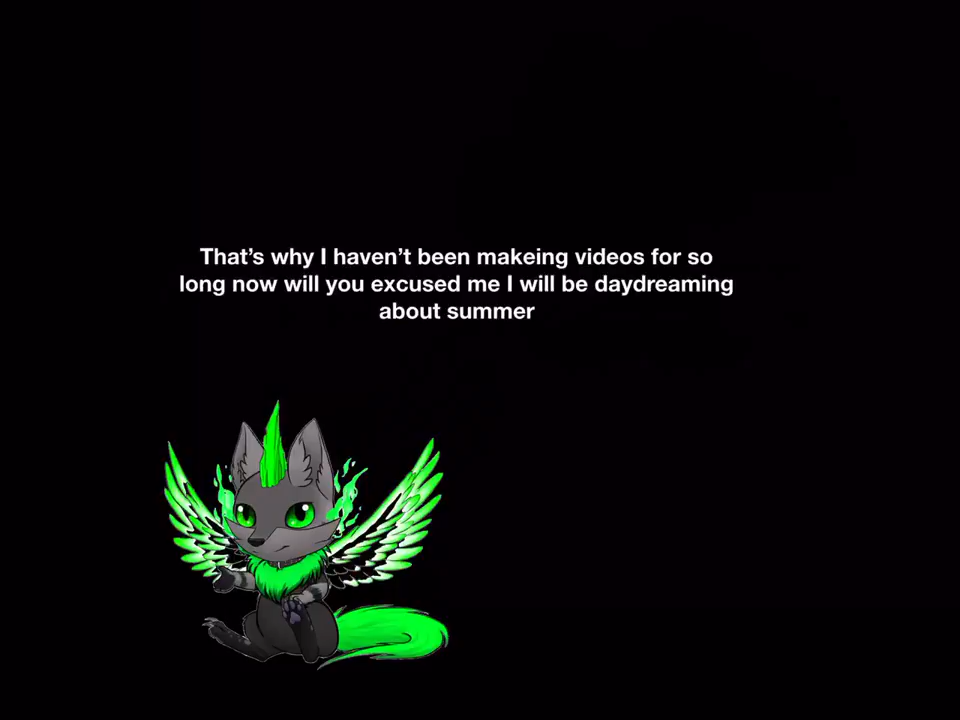 That's why I haven't been makeing videos for so
long now will you excused me I will be daydreaming
about summer